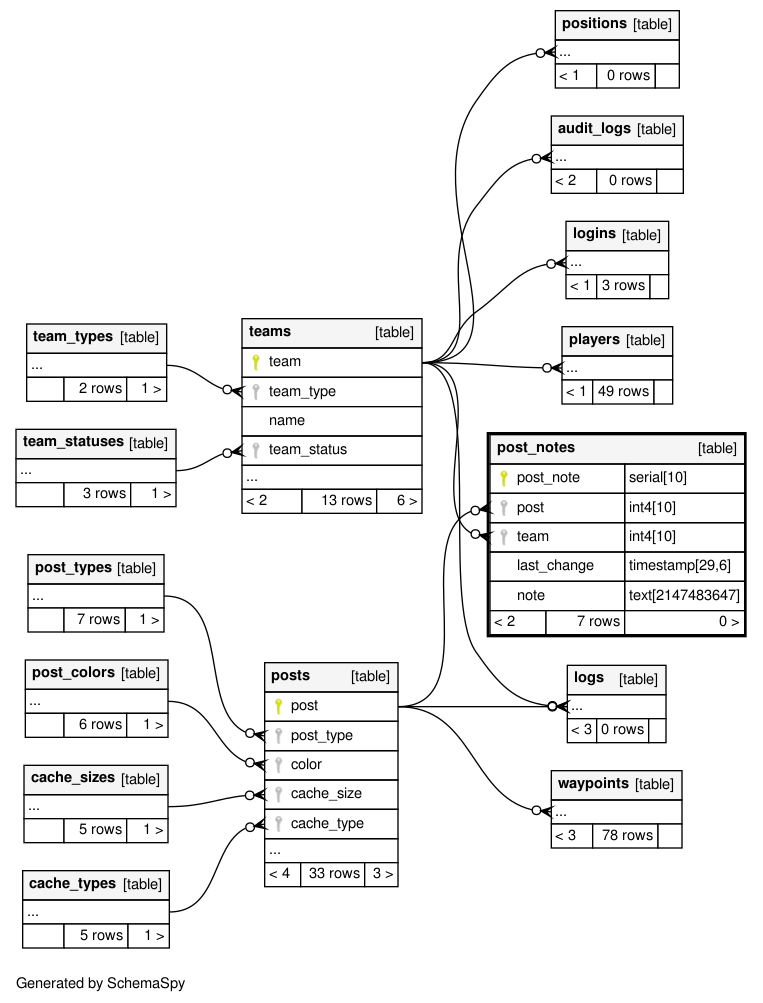 positions [table]
...
< 1 0 rows
audit_logs [table]
...
< 2 0 rows
logins [table]
...
< 1 3 rows
players [table]
...
< 1 49 rows
team_types [table]
...
2 rows 1 >
team_statuses [table]
...
3 rows 1 >
teams [table]
team
team_type
name
team_status
...
< 2 13 rows 6 >
post_notes [table]
post_note serial[10]
post int4[10]
team int4[10]
last_change timestamp[29,6]
note text[2147483647]
< 2 7 rows 0 >
post_types [table]
...
7 rows 1 >
post_colors [table]
...
6 rows 1 >
cache_sizes [table]
...
5 rows 1 >
cache_types [table]
...
5 rows 1 >
posts [table]
post
post_type
color
cache_size
cache_type
...
< 4 33 rows 3 >
logs [table]
...
< 3 0 rows
waypoints [table]
...
< 3 78 rows
Generated by SchemaSpy